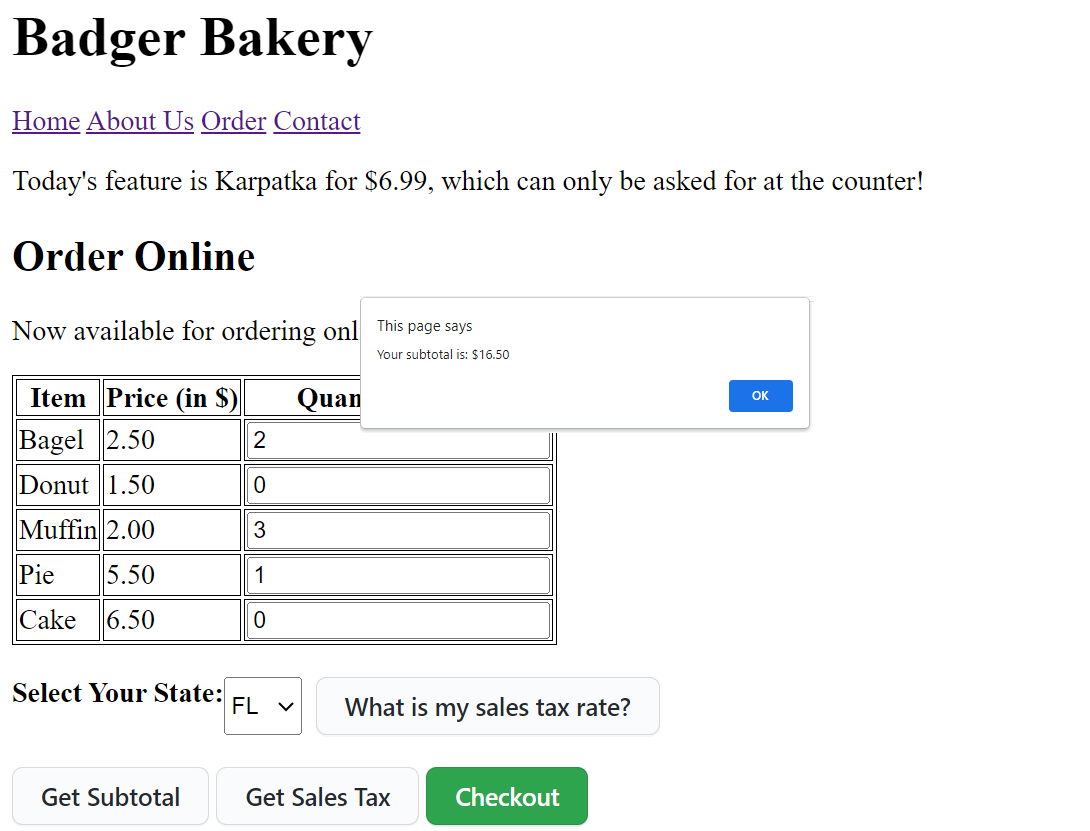 Badger Bakery
Home About Us Order Contact
Today's feature is Karpatka for $6.99, which can only be asked for at the counter!
Order Online
Now available for ordering onl
This page says
Your subtotal is: $16.50
OK
Item Price (in $) Quan
Bagel 2.50 2
Donut 1.50 0
Muffin 2.00 3
Pie 5.50 1
Cake 6.50 0
Select Your State: FL What is my sales tax rate?
Get Subtotal Get Sales Tax Checkout